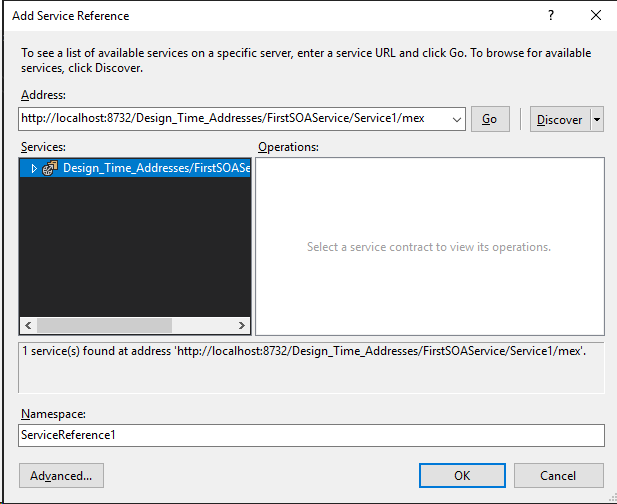 Add Service Reference
To see a list of available services on a specific server, enter a service URL and click Go. To browse for available
services, click Discover.
Address:
http://localhost:8732/Design_Time_Addresses/FirstSOAService/Service1/mex
Go
Discover
Services:
Operations:
Design_Time_Addresses/FirstSOASe
Select a service contract to view its operations.
1 service(s) found at address 'http://localhost:8732/Design_Time_Addresses/FirstSOAService/Service1/mex'.
Namespace:
ServiceReference1
Advanced...
OK
Cancel